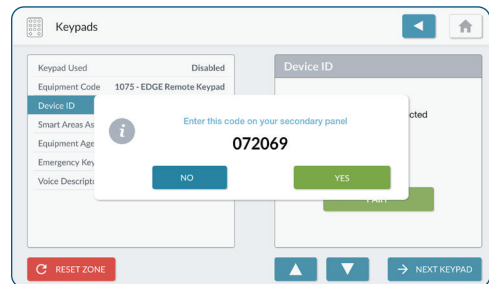 Keypads
Keypad Used Disabled
Equipment Code 1075 - EDGE Remote Keypad
Device ID
Smart Areas As
Equipment Age
Emergency Key
Voice Descripto
Device ID
cted
Enter this code on your secondary panel
072069
NO YES
PAIR
RESET ZONE
NEXT KEYPAD